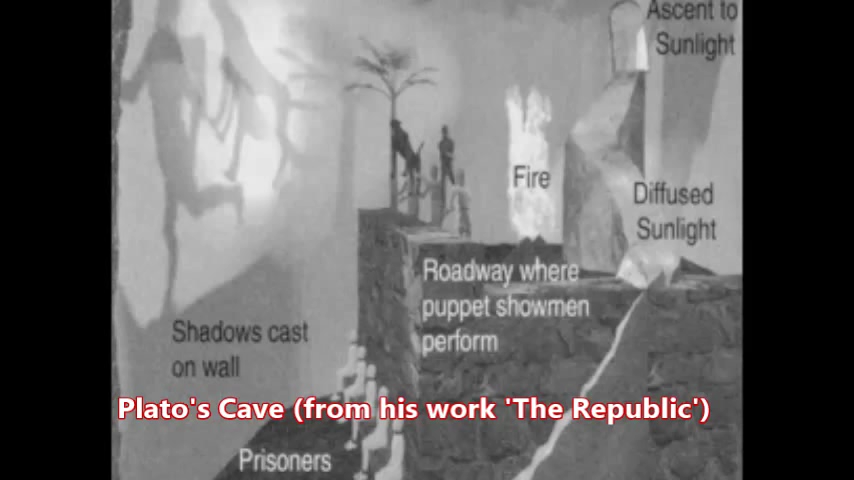 Ascent to
Sunlight
Fire
Diffused
Sunlight
Roadway where
puppet showmen
perform
Shadows cast
on wall
Plato's Cave (from his work 'The Republic')
Prisoners